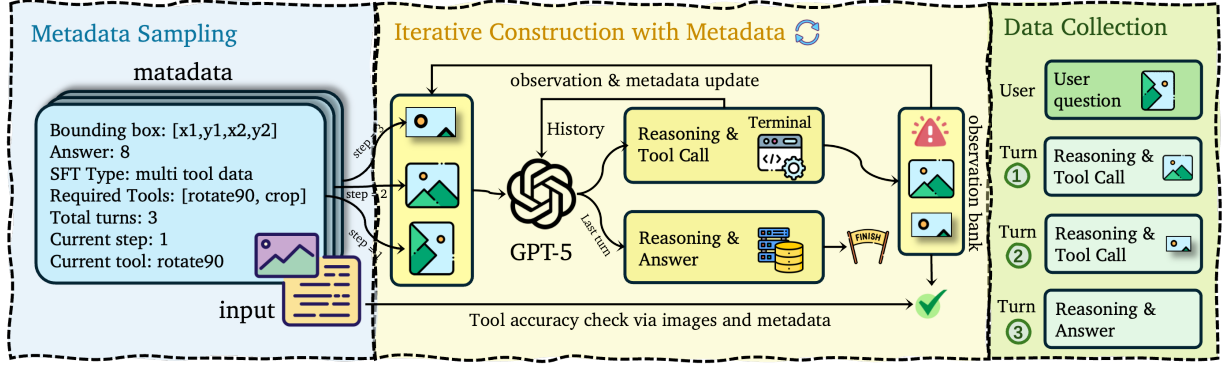 Metadata Sampling
matadata
Bounding box: [x1,y1,x2,y2]
Answer: 8
SFT Type: multi tool data
Required Tools: [rotate90, crop]
Total turns: 3
Current step: 1
Current tool: rotate90
input
Iterative Construction with Metadata
observation & metadata update
step = 3
step = 2
step = 1
History
GPT-5
Last turn
Reasoning &
Tool Call
Terminal
Reasoning &
Answer
FINISH
observation bank
Tool accuracy check via images and metadata
Data Collection
User
User
question
Turn
1
Reasoning &
Tool Call
Turn
2
Reasoning &
Tool Call
Turn
3
Reasoning &
Answer